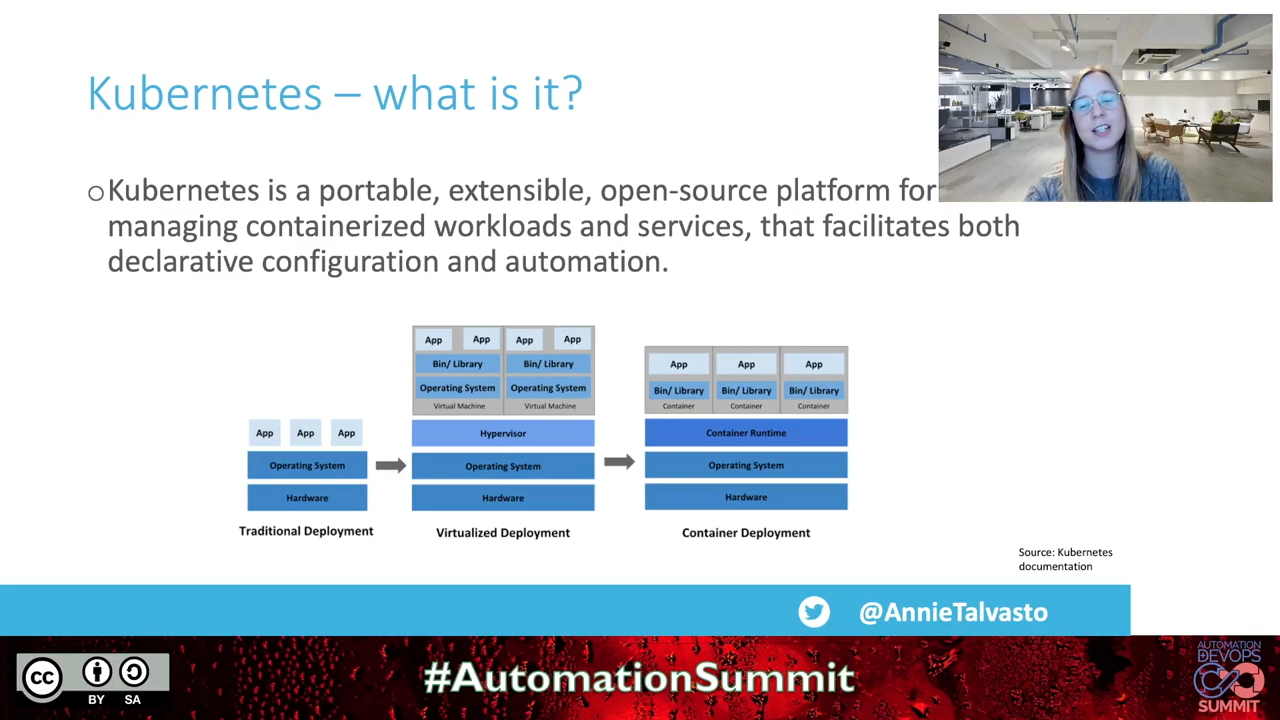 Kubernetes – what is it?
○Kubernetes is a portable, extensible, open-source platform for
managing containerized workloads and services, that facilitates both
declarative configuration and automation.
App App App
Operating System
Hardware
Traditional Deployment
App App App App
Bin/ Library Bin/ Library
Operating System Operating System
Virtual Machine Virtual Machine
Hypervisor
Operating System
Hardware
Virtualized Deployment
App App App
Bin/ Library Bin/ Library Bin/ Library
Container Container Container
Container Runtime
Operating System
Hardware
Container Deployment
Source: Kubernetes
documentation
@AnnieTalvasto
cc
BY SA
#AutomationSummit
AUTOMATION
DEVOPS
SUMMIT